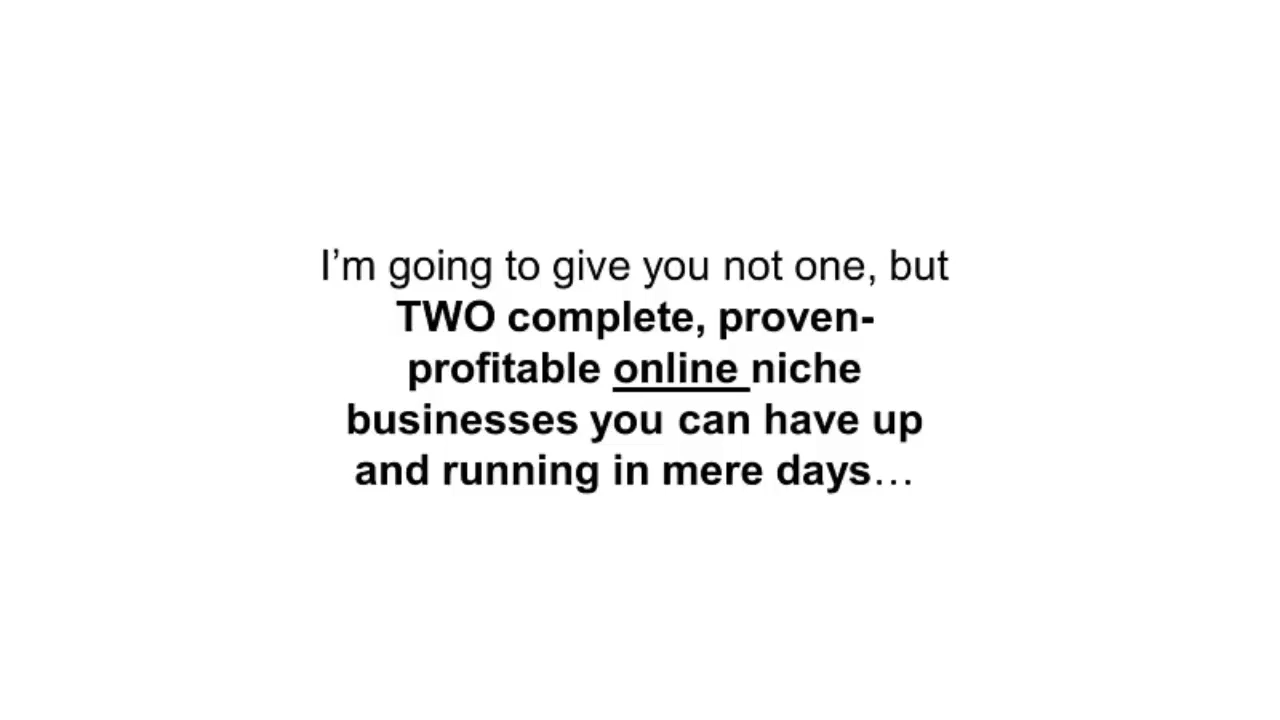 I’m going to give you not one, but
TWO complete, proven-
profitable online niche
businesses you can have up
and running in mere days…